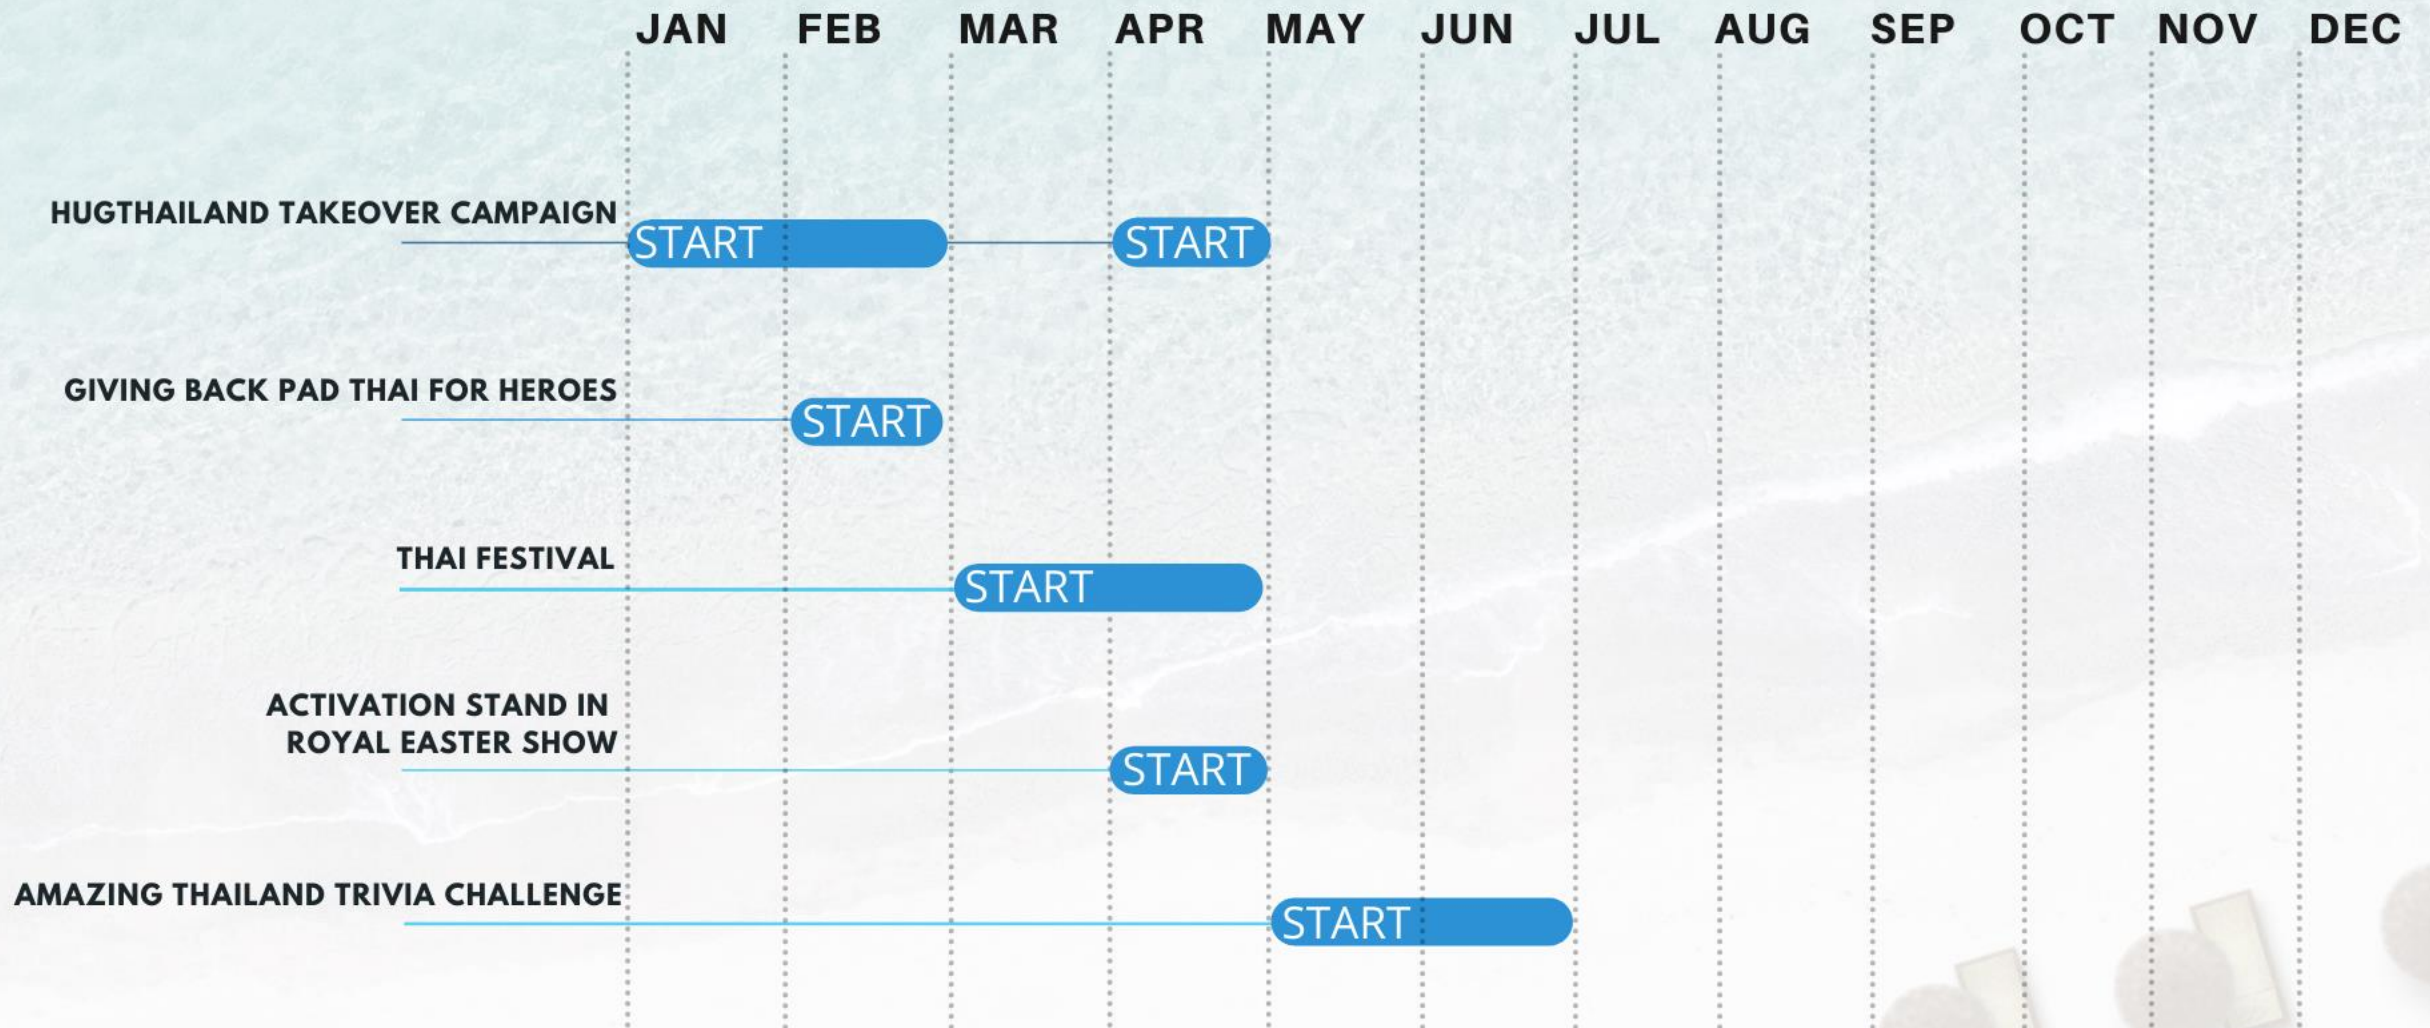 JAN FEB MAR APR MAY JUN JUL AUG SEP OCT NOV DEC
HUGTHAILAND TAKEOVER CAMPAIGN
START START
GIVING BACK PAD THAI FOR HEROES
START
THAI FESTIVAL
START
ACTIVATION STAND IN
ROYAL EASTER SHOW
START
AMAZING THAILAND TRIVIA CHALLENGE
START